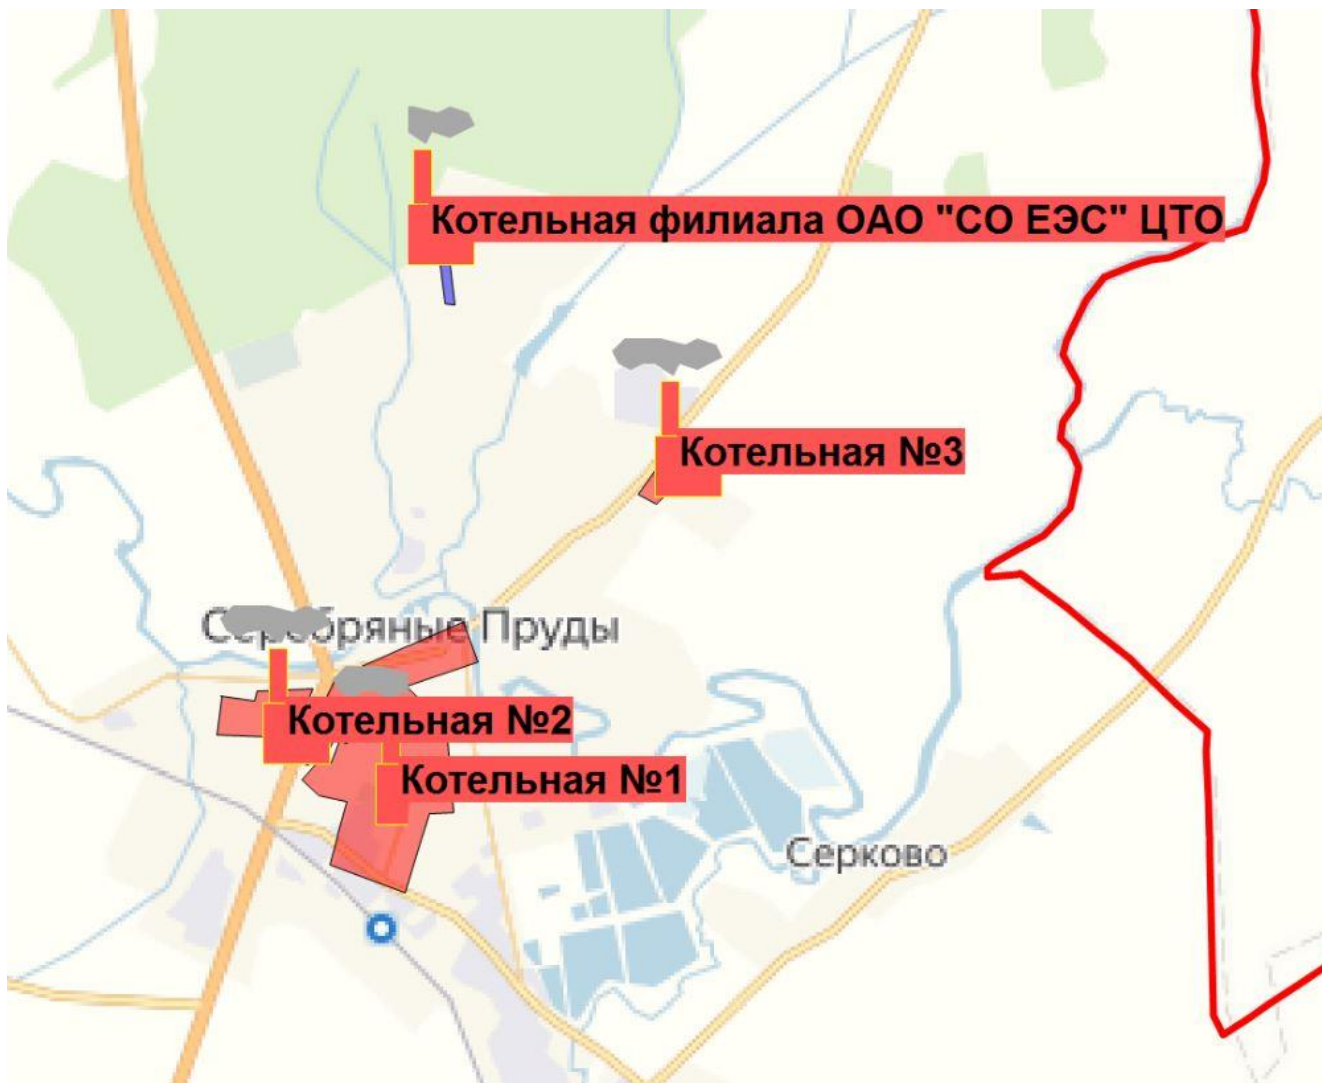 Котельная филиала ОАО "СО ЕЭС" ЦТО
Котельная №3
Серебряные Пруды
Котельная №2
Котельная №1
Серково